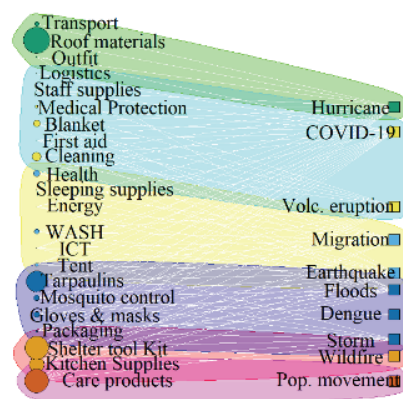 Transport
Roof materials
Outfit
Logistics
Staff supplies
Medical Protection
Blanket
First aid
Cleaning
Health
Sleeping supplies
Energy
WASH
ICT
Tent
Tarpaulins
Mosquito control
Gloves & masks
Packaging
Shelter tool Kit
Kitchen Supplies
Care products
Hurricane
COVID-19
Volc. eruption
Migration
Earthquake
Floods
Dengue
Storm
Wildfire
Pop. movement